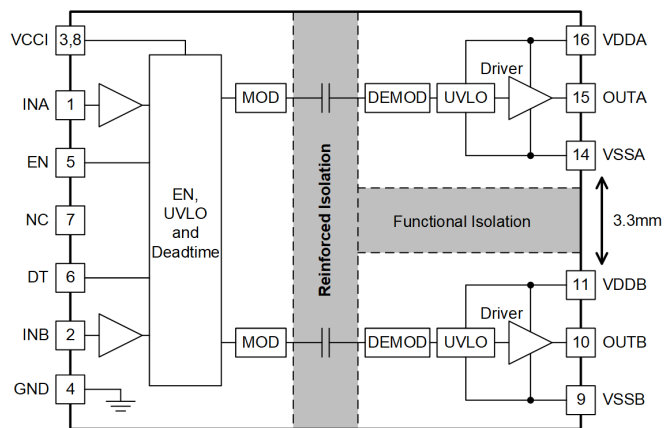 VCCI 3,8
INA 1
EN 5
NC 7
DT 6
INB 2
GND 4
EN,
UVLO
and
Deadtime
MOD
MOD
Reinforced Isolation
DEMOD UVLO
Driver
16 VDDA
15 OUTA
14 VSSA
Functional Isolation
3.3mm
DEMOD UVLO
Driver
11 VDDB
10 OUTB
9 VSSB